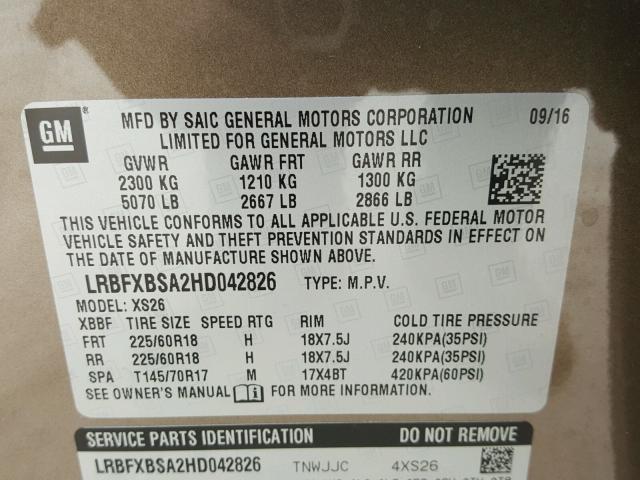 GM ®
MFD BY SAIC GENERAL MOTORS CORPORATION 09/16
LIMITED FOR GENERAL MOTORS LLC
GVWR GAWR FRT GAWR RR
2300 KG 1210 KG 1300 KG
5070 LB 2667 LB 2866 LB
THIS VEHICLE CONFORMS TO ALL APPLICABLE U.S. FEDERAL MOTOR
VEHICLE SAFETY AND THEFT PREVENTION STANDARDS IN EFFECT ON
THE DATE OF MANUFACTURE SHOWN ABOVE.
LRBFXBSA2HD042826 TYPE: M.P.V.
MODEL: XS26
XBBF TIRE SIZE SPEED RTG RIM COLD TIRE PRESSURE
FRT 225/60R18 H 18X7.5J 240KPA(35PSI)
RR 225/60R18 H 18X7.5J 240KPA(35PSI)
SPA T145/70R17 M 17X4BT 420KPA(60PSI)
SEE OWNER'S MANUAL FOR MORE INFORMATION.
SERVICE PARTS IDENTIFICATION DO NOT REMOVE
LRBFXBSA2HD042826 TNWJJC 4XS26